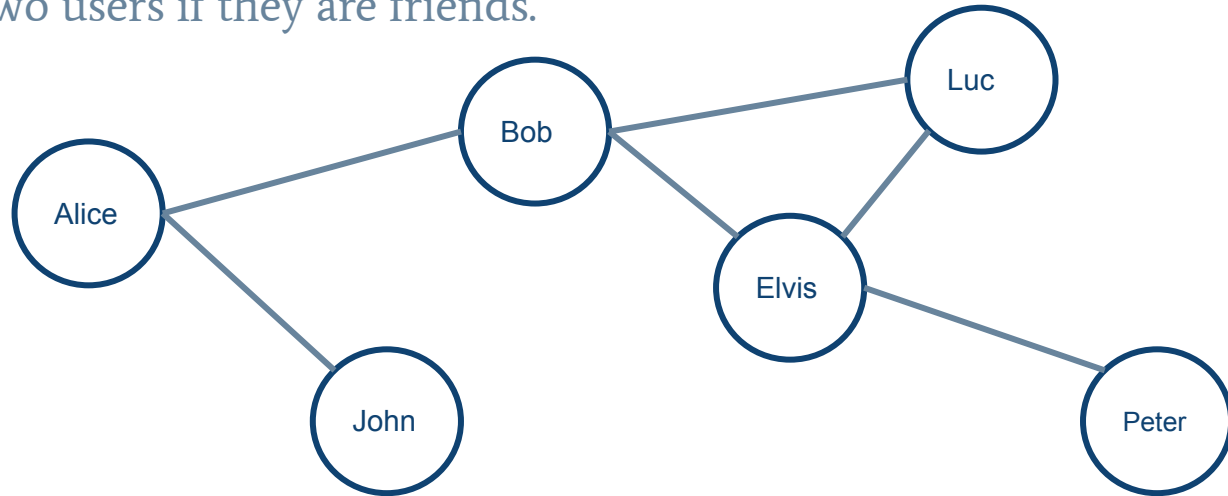 wo users if they are friends.
Luc
Bob
Alice
Elvis
John
Peter